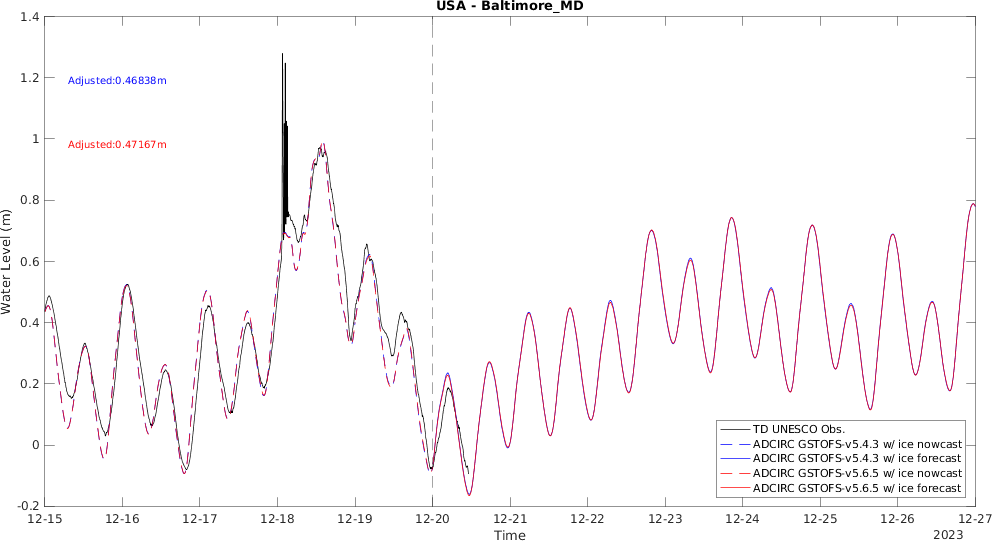 USA - Baltimore_MD
1.4
1.2
1
0.8
0.6
0.4
0.2
0
-0.2
Water Level (m)
Adjusted:0.46838m
Adjusted:0.47167m
TD UNESCO Obs.
ADCIRC GSTOFS-v5.4.3 w/ ice nowcast
ADCIRC GSTOFS-v5.4.3 w/ ice forecast
ADCIRC GSTOFS-v5.6.5 w/ ice nowcast
ADCIRC GSTOFS-v5.6.5 w/ ice forecast
12-15 12-16 12-17 12-18 12-19 12-20 12-21 12-22 12-23 12-24 12-25 12-26 12-27
Time
2023